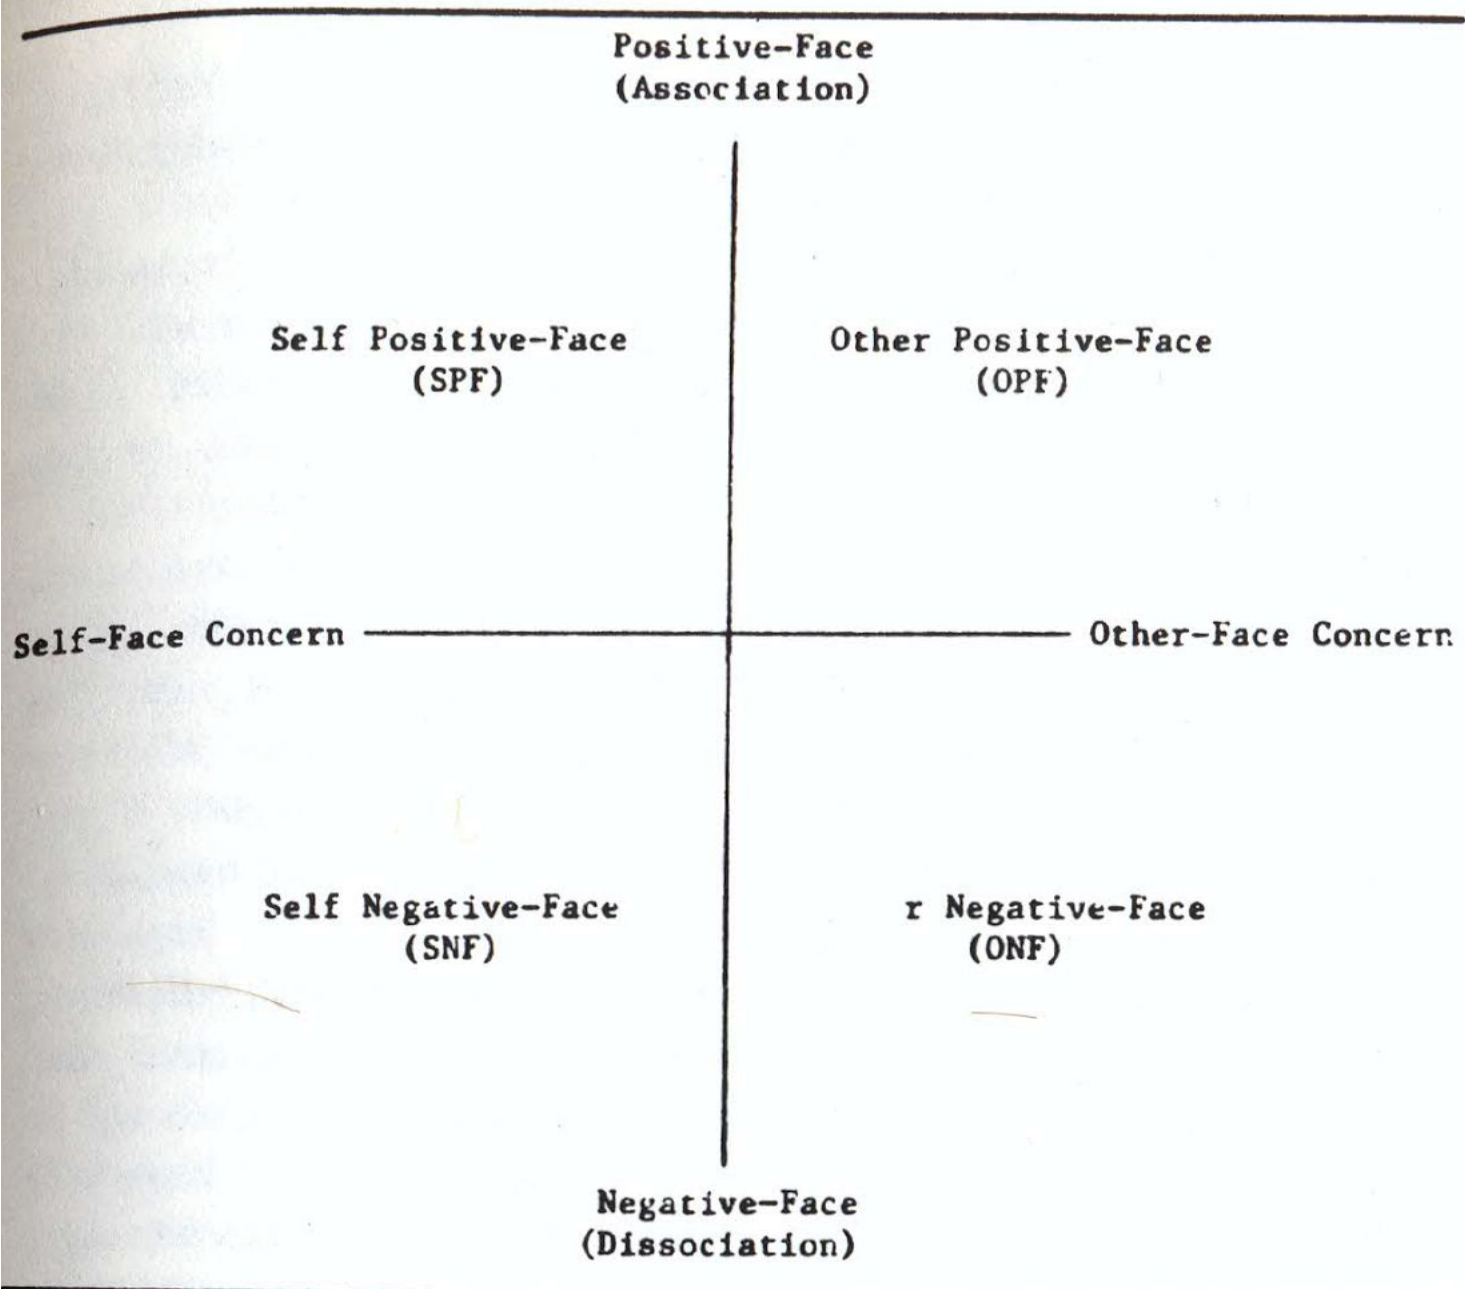 Positive-Face
(Association)
Self Positive-Face
(SPF)
Other Positive-Face
(OPF)
Self-Face Concern
Other-Face Concern
Self Negative-Face
(SNF)
r Negative-Face
(ONF)
Negative-Face
(Dissociation)